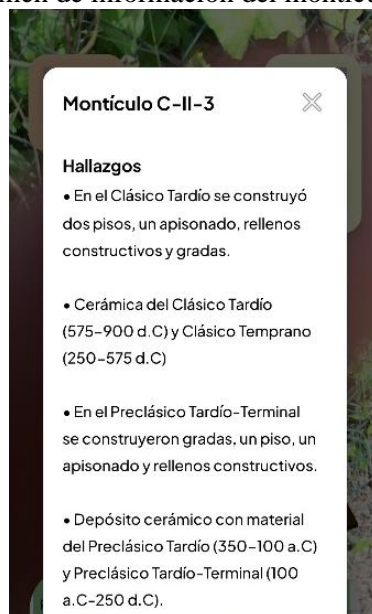 Montículo C-II-3
Hallazgos
• En el Clásico Tardío se construyó
dos pisos, un apisonado, rellenos
constructivos y gradas.
• Cerámica del Clásico Tardío
(575-900 d.C) y Clásico Temprano
(250-575 d.C)
• En el Preclásico Tardío-Terminal
se construyeron gradas, un piso, un
apisonado y rellenos constructivos.
• Depósito cerámico con material
del Preclásico Tardío (350-100 a.C)
y Preclásico Tardío-Terminal (100
a.C-250 d.C).